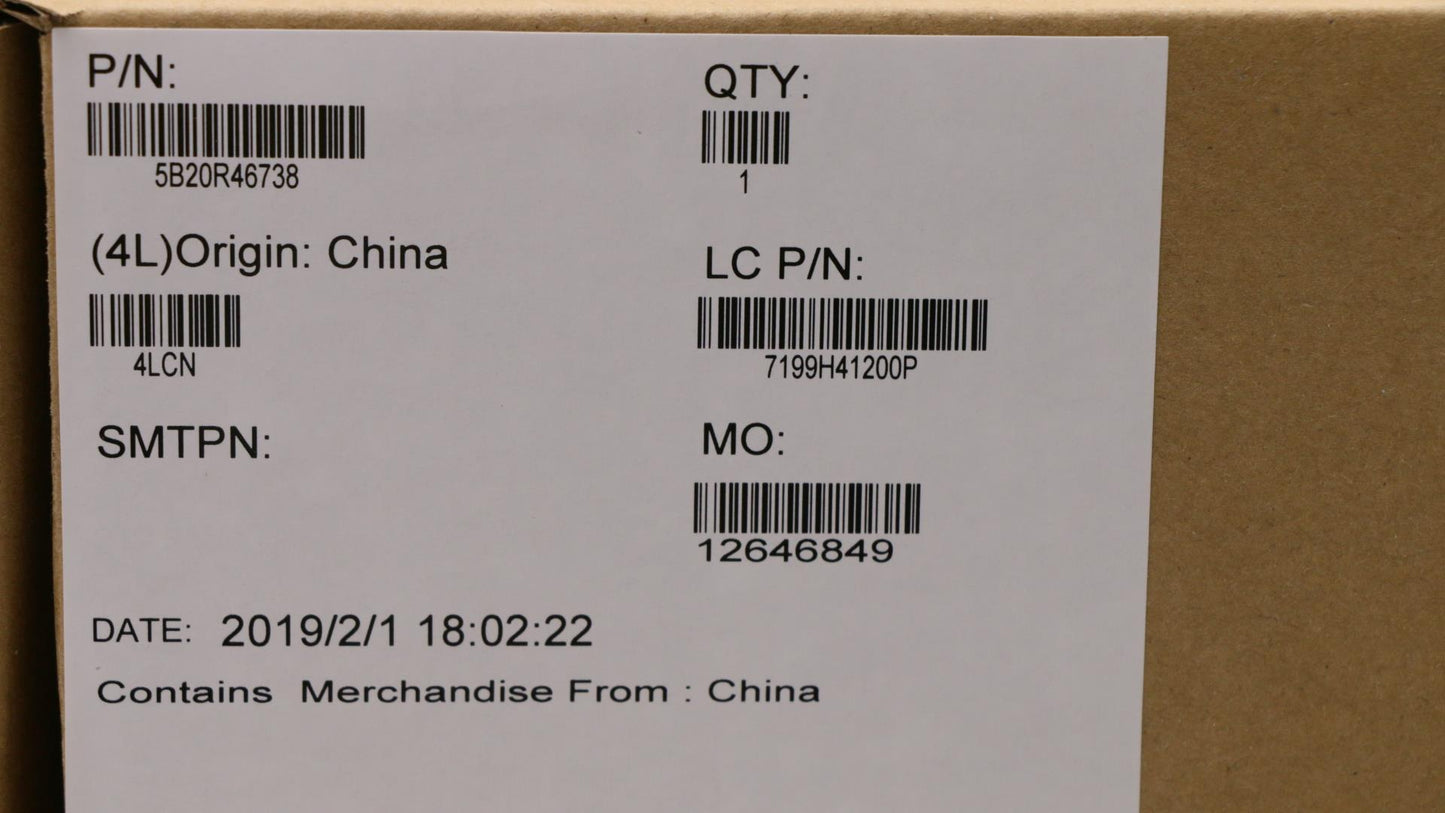 P/N:
5B20R46738
QTY:
1
(4L)Origin: China
4LCN
LC P/N:
7199H41200P
SMTPN:
MO:
12646849
DATE: 2019/2/1 18:02:22
Contains Merchandise From : China